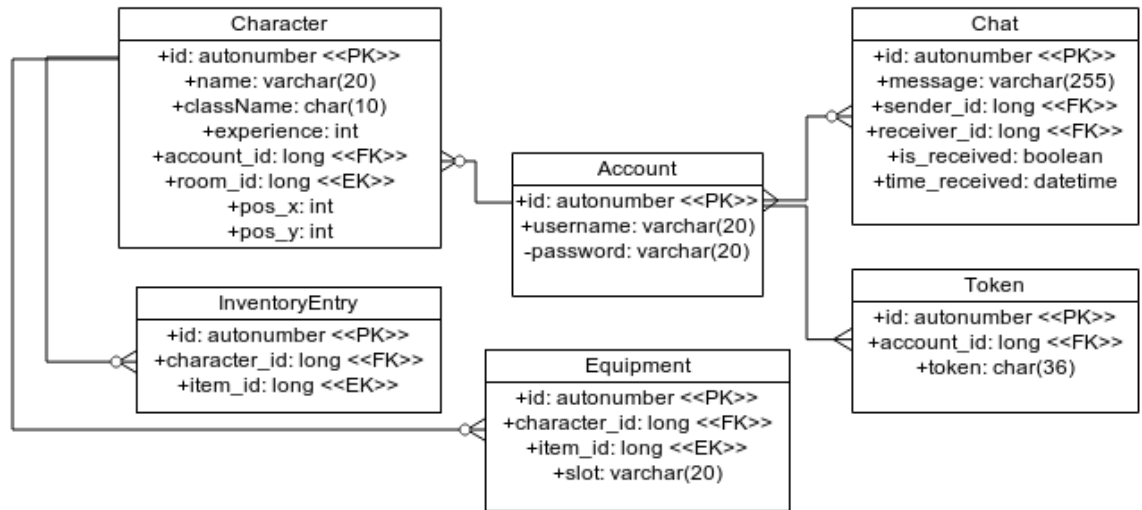 Character
+id: autonumber <<PK>>
+name: varchar(20)
+className: char(10)
+experience: int
+account_id: long <<FK>>
+room_id: long <<EK>>
+pos_x: int
+pos_y: int
InventoryEntry
+id: autonumber <<PK>>
+character_id: long <<FK>>
+item_id: long <<EK>>
Account
+id: autonumber <<PK>>
+username: varchar(20)
-password: varchar(20)
Equipment
+id: autonumber <<PK>>
+character_id: long <<FK>>
+item_id: long <<EK>>
+slot: varchar(20)
Chat
+id: autonumber <<PK>>
+message: varchar(255)
+sender_id: long <<FK>>
+receiver_id: long <<FK>>
+is_received: boolean
+time_received: datetime
Token
+id: autonumber <<PK>>
+account_id: long <<FK>>
+token: char(36)